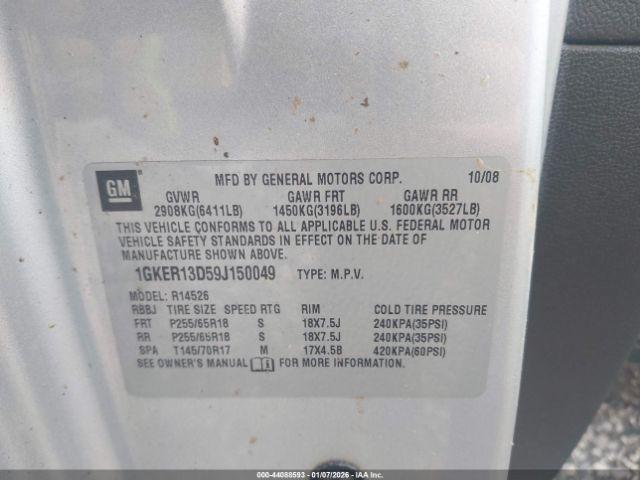 GM
MFD BY GENERAL MOTORS CORP. 10/08
GVWR GAWR FRT GAWR RR
2908KG(6411LB) 1450KG(3196LB) 1600KG(3527LB)
THIS VEHICLE CONFORMS TO ALL APPLICABLE U.S. FEDERAL MOTOR
VEHICLE SAFETY STANDARDS IN EFFECT ON THE DATE OF
MANUFACTURE SHOWN ABOVE.
1GKER13D59J150049 TYPE: M.P.V.
MODEL: R14526
RBBJ TIRE SIZE SPEED RTG RIM COLD TIRE PRESSURE
FRT P255/65R18 S 18X7.5J 240KPA(35PSI)
RR P255/65R18 S 18X7.5J 240KPA(35PSI)
SPA T145/70R17 M 17X4.5B 420KPA(60PSI)
SEE OWNER'S MANUAL FOR MORE INFORMATION.
000-44088593 - 01/07/2026 - IAAI.COM